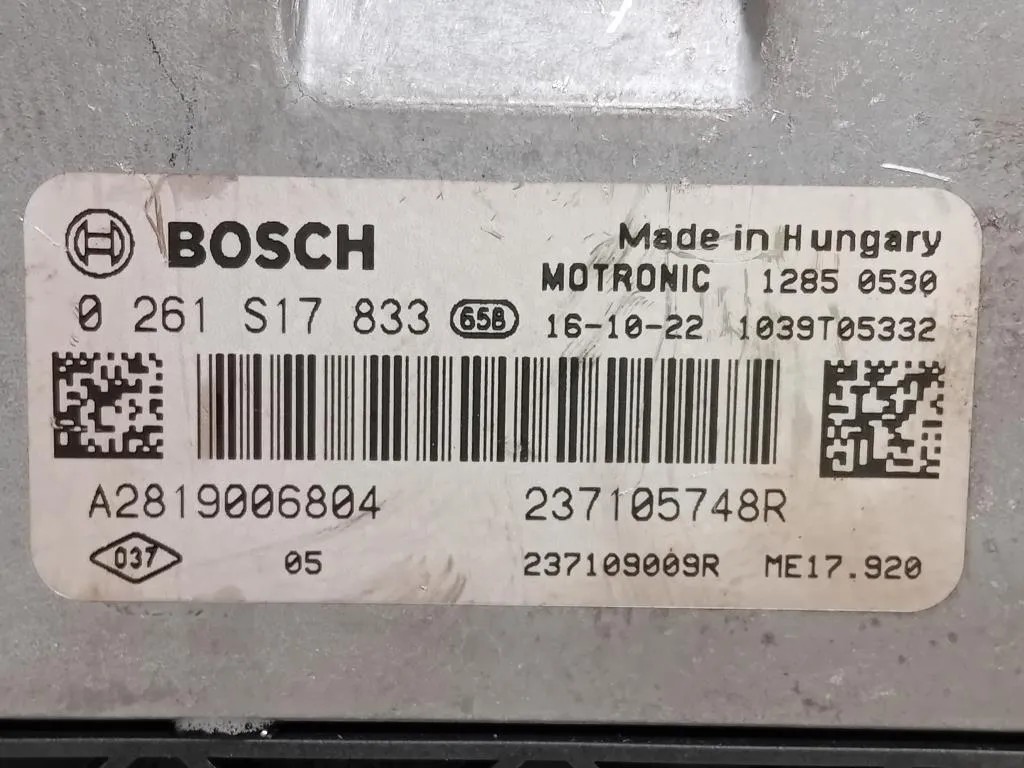 BOSCH
Made in Hungary
MOTRONIC 1285 0530
0 261 S17 833 658 16-10-22 1039T05332
A2819006804 237105748R
037 05 237109009R ME17.920